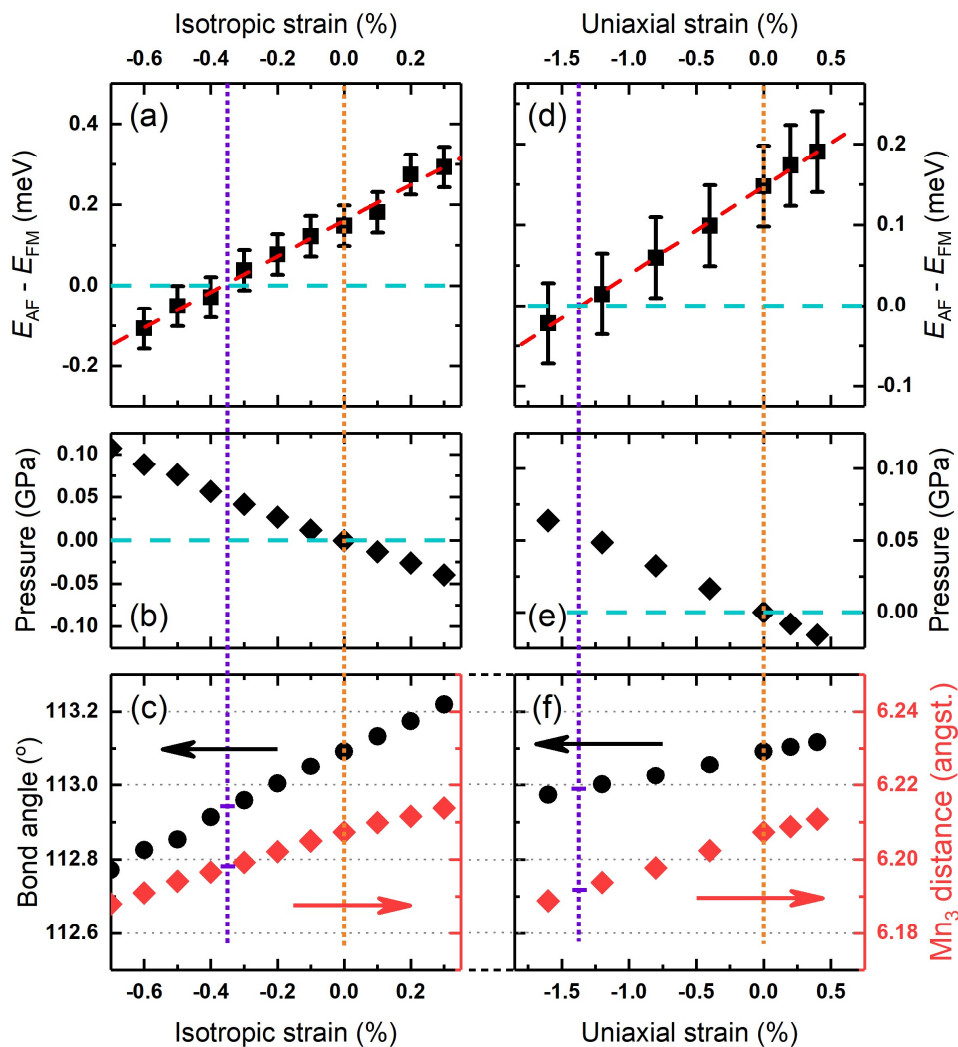 Isotropic strain (%)
Uniaxial strain (%)
-0.6 -0.4 -0.2 0.0 0.2
-1.5 -1.0 -0.5 0.0 0.5
(a)
(d)
E_AF - E_FM (meV)
0.4
0.2
0.0
-0.2
0.2
0.1
0.0
-0.1
E_AF - E_FM (meV)
Pressure (GPa)
0.10
0.05
0.00
-0.05
-0.10
(b)
(e)
0.10
0.05
0.00
Pressure (GPa)
(c)
(f)
Bond angle (°)
113.2
113.0
112.8
112.6
6.24
6.22
6.20
6.18
Mn₃ distance (angst.)
-0.6 -0.4 -0.2 0.0 0.2
-1.5 -1.0 -0.5 0.0 0.5
Isotropic strain (%)
Uniaxial strain (%)